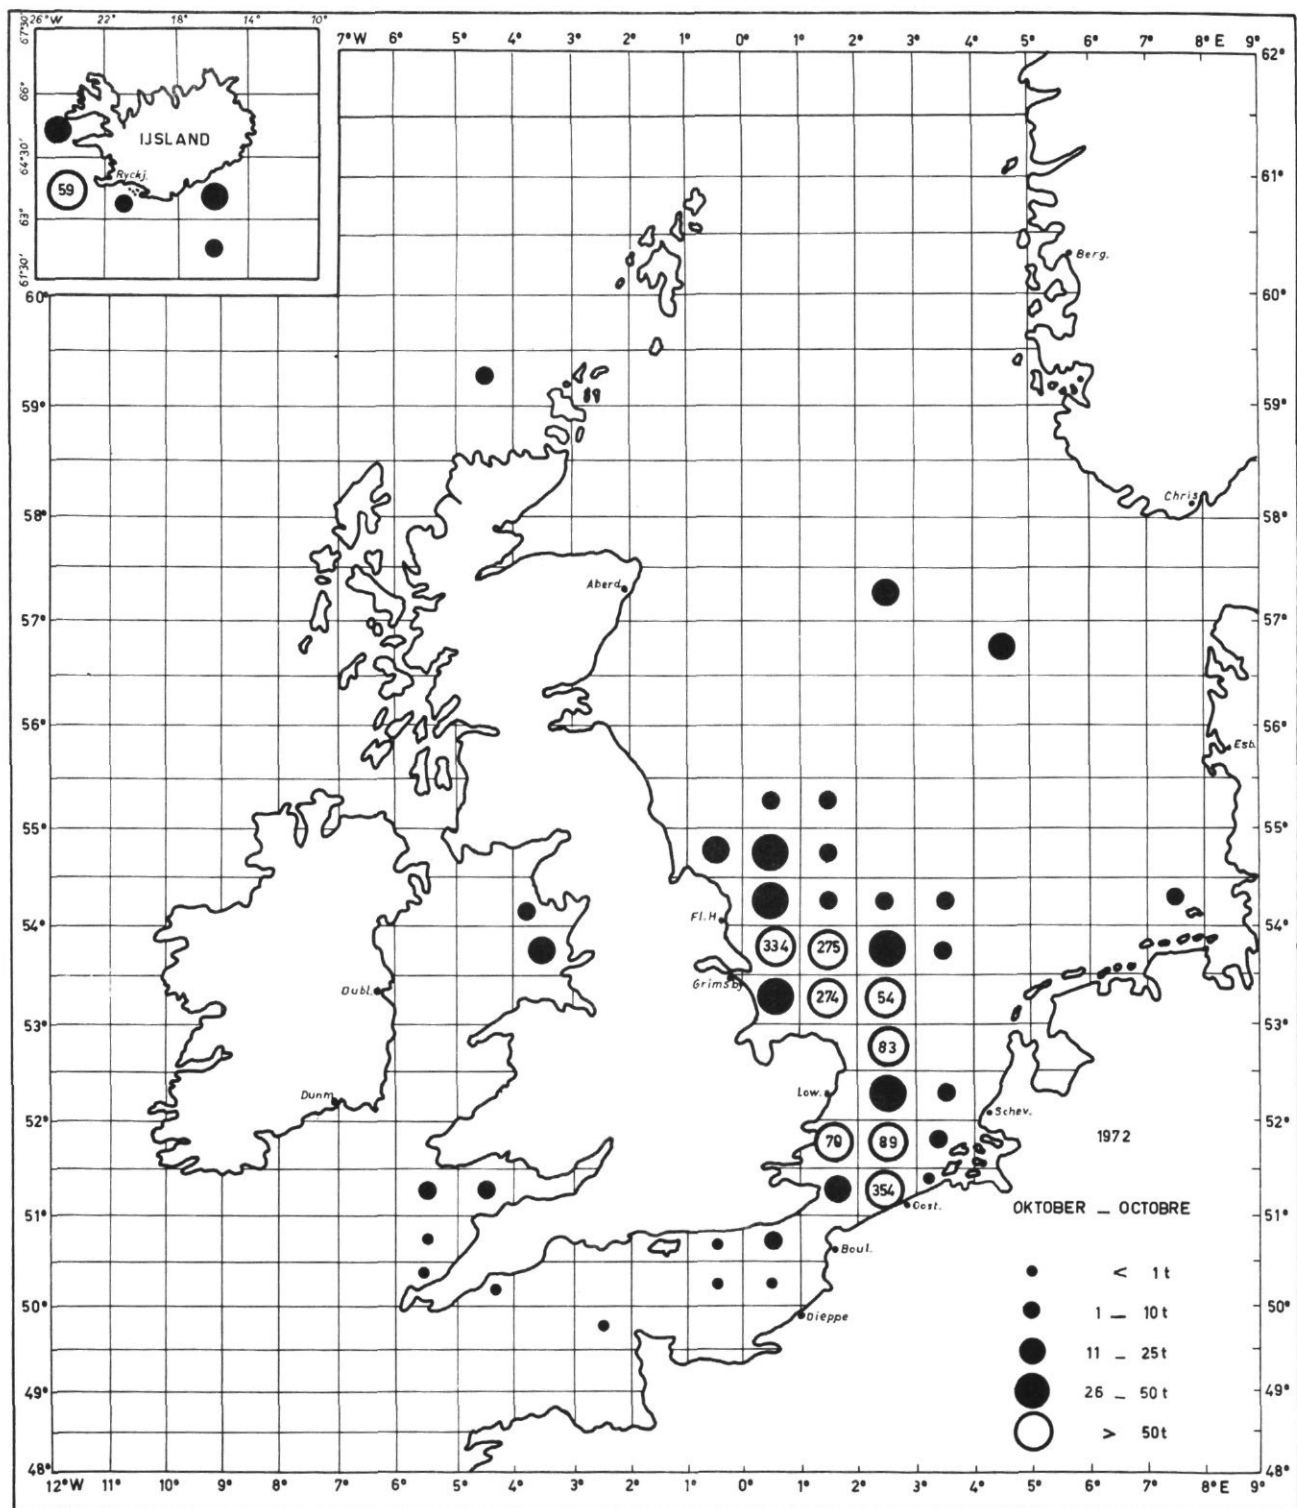 26°W 22° 18° 14° 10°
67°30'
66°
64°30'
63°
61°30'
IJSLAND
Ryckj.
59
7°W 6° 5° 4° 3° 2° 1° 0° 1° 2° 3° 4° 5° 6° 7° 8° E 9°
62°
61° 61°
Berg.
60° 60°
59° 59°
Chris
58° 58°
Aberd.
57° 57°
56° 56°
Esb.
55° 55°
Fl.H
54° 54°
334 275
Grimsby
Dubl.
274 54
53° 53°
83
Low.
Dunm.
Schev.
52° 52°
70 89
1972
354
Oost.
51° 51°
OKTOBER _ OCTOBRE
Boul.
< 1t
50° 50°
Dieppe
1 _ 10t
11 _ 25t
26 _ 50t
49° 49°
> 50t
48° 48°
12°W 11° 10° 9° 8° 7° 6° 5° 4° 3° 2° 1° 0° 1° 2° 3° 4° 5° 6° 7° 8° E 9°